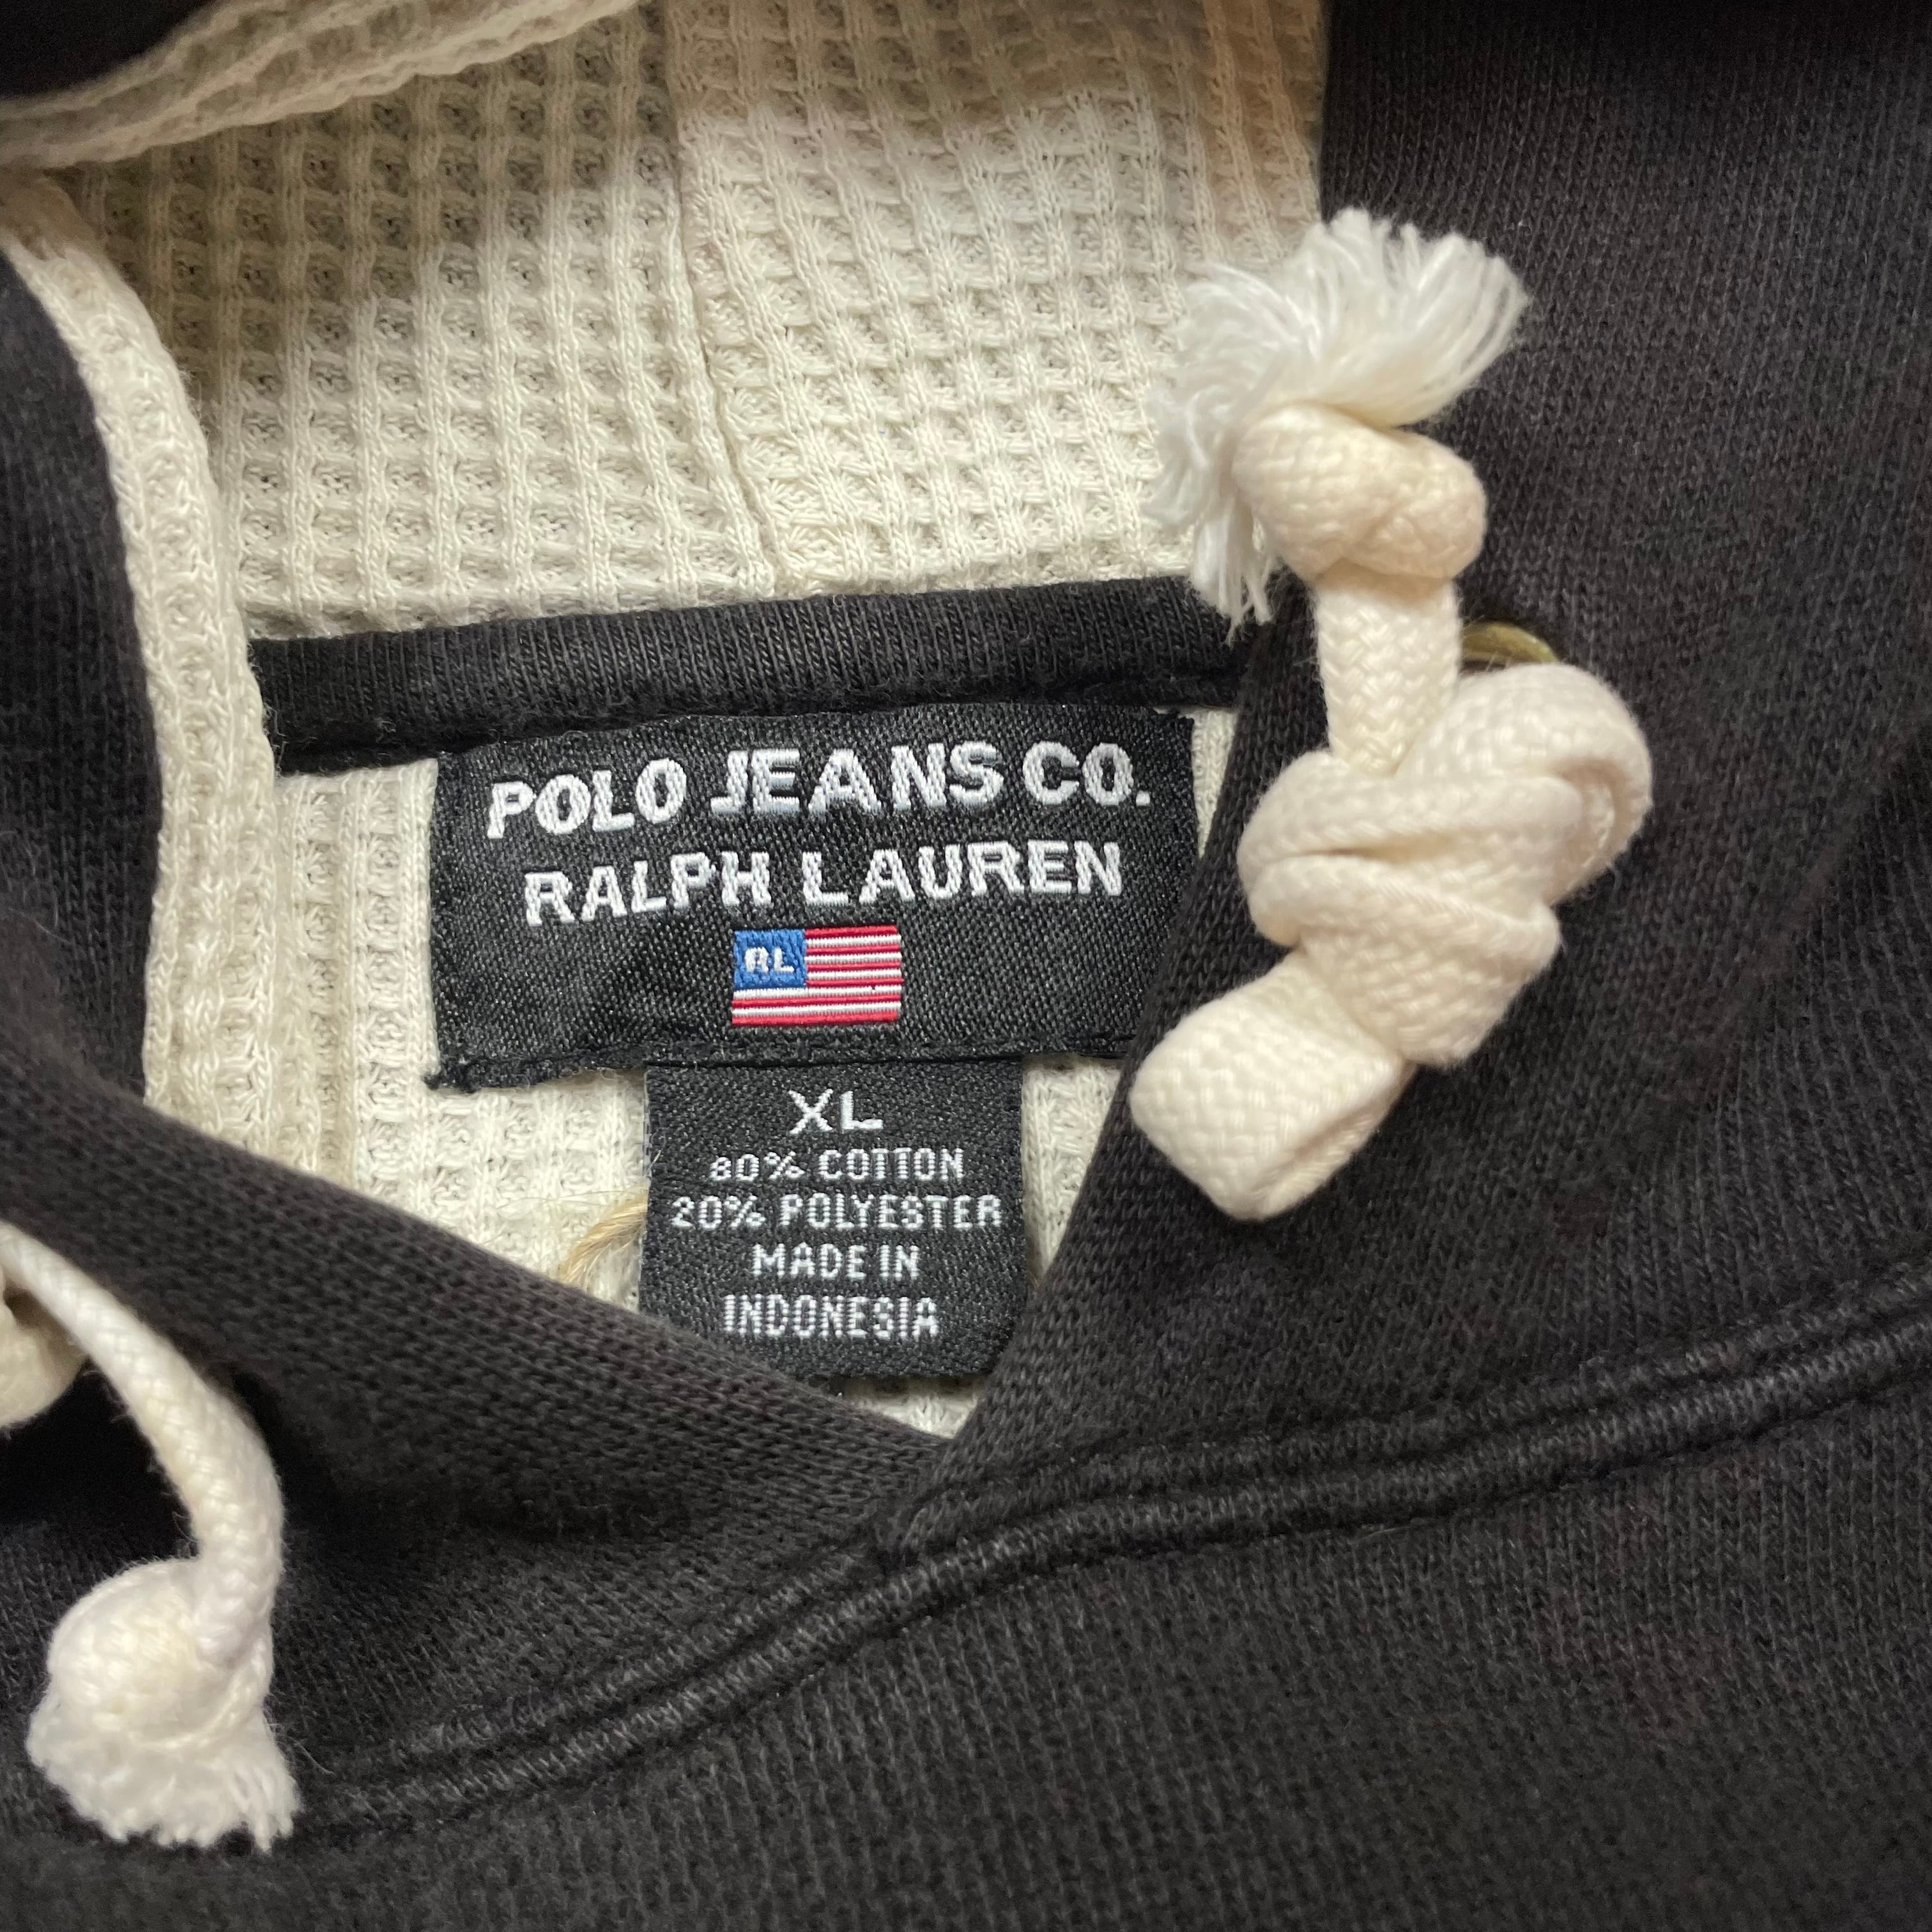 POLO JEANS CO.
RALPH LAUREN
RL
XL
80% COTTON
20% POLYESTER
MADE IN
INDONESIA